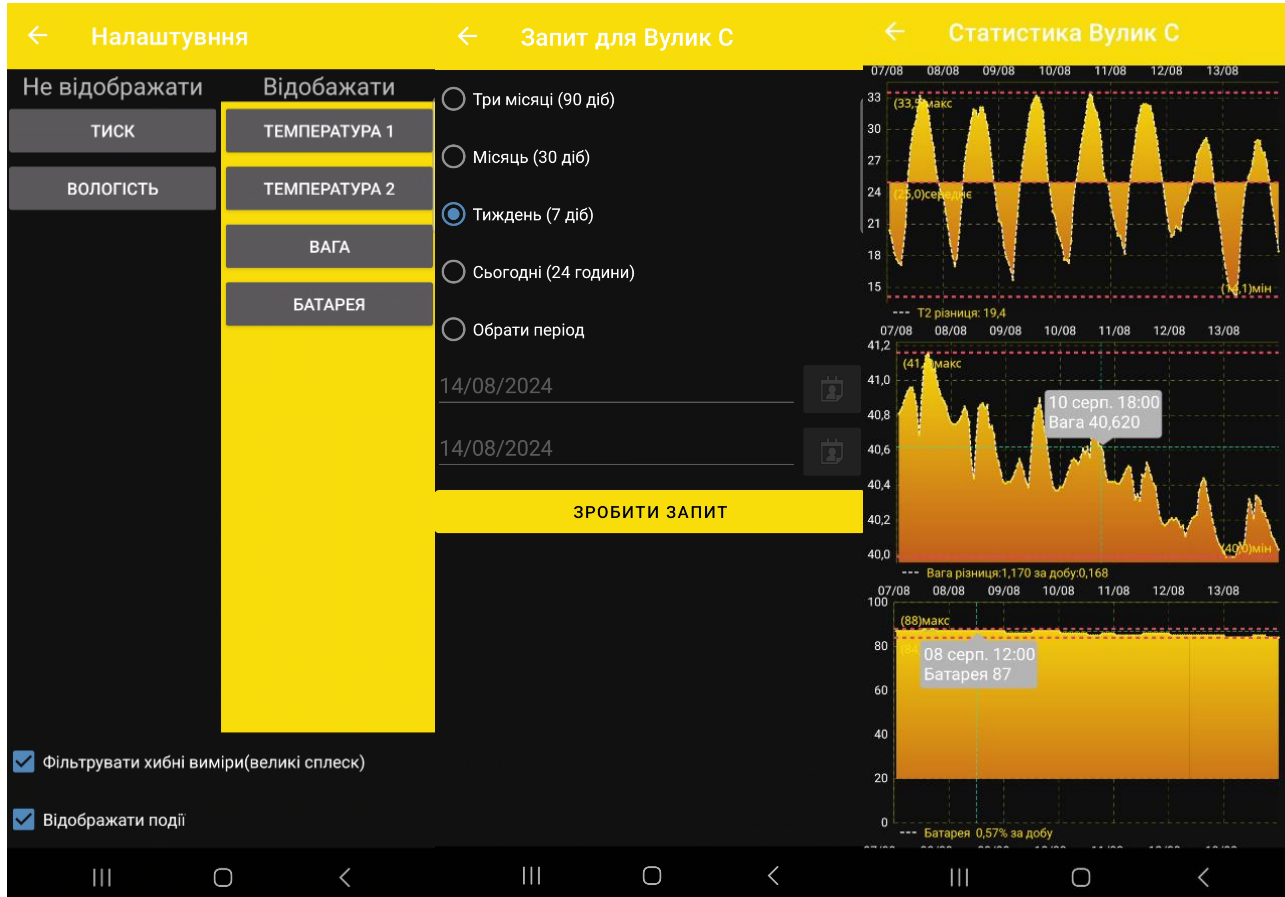 Налаштувння
Не відображати
Відобажати
ТИСК
ВОЛОГІСТЬ
ТЕМПЕРАТУРА 1
ТЕМПЕРАТУРА 2
ВАГА
БАТАРЕЯ
Фільтрувати хибні виміри(великі сплеск)
Відображати події
Запит для Вулик С
Три місяці (90 діб)
Місяць (30 діб)
Тиждень (7 діб)
Сьогодні (24 години)
Обрати період
14/08/2024
14/08/2024
ЗРОБИТИ ЗАПИТ
Статистика Вулик С
07/08 08/08 09/08 10/08 11/08 12/08 13/08
33
(33,5)макс
30
27
24
(25,0)середнє
21
18
15
мін
Т2 різниця: 19,4
07/08 08/08 09/08 10/08 11/08 12/08 13/08
41,2
макс
41,0
10 серп. 18:00
Вага 40,620
40,8
40,6
40,4
40,2
40,0
(40,0)мін
Вага різниця:1,170 за добу:0,168
07/08 08/08 09/08 10/08 11/08 12/08 13/08
100
(88)макс
80
08 серп. 12:00
Батарея 87
60
40
20
0
Батарея 0,57% за добу